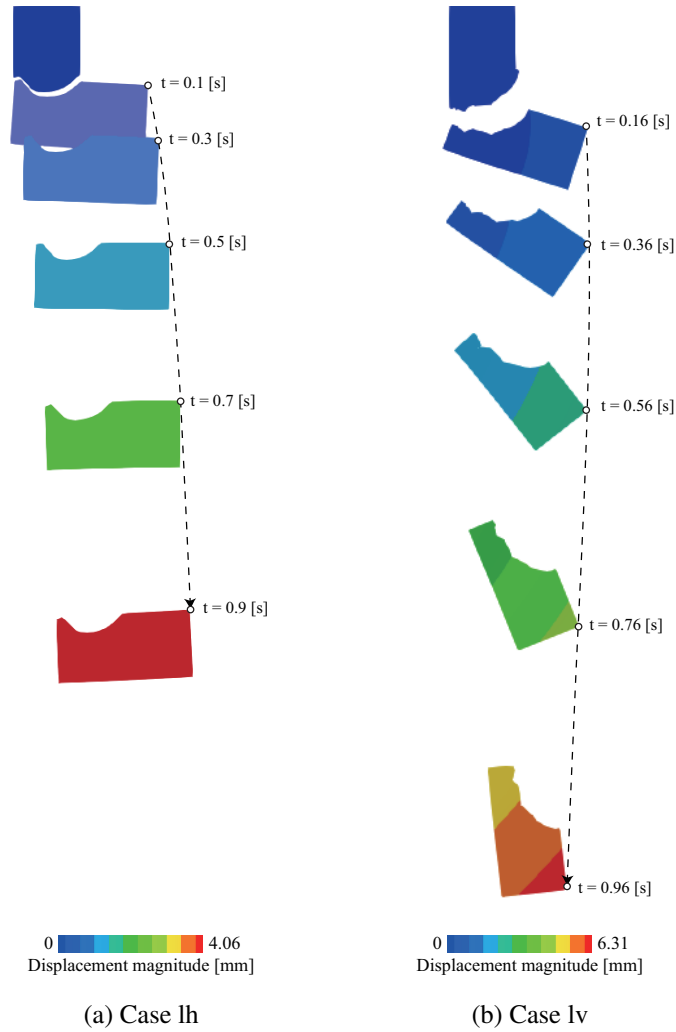 t = 0.1 [s]
t = 0.3 [s]
t = 0.5 [s]
t = 0.7 [s]
t = 0.9 [s]
0 4.06
Displacement magnitude [mm]
(a) Case lh
t = 0.16 [s]
t = 0.36 [s]
t = 0.56 [s]
t = 0.76 [s]
t = 0.96 [s]
0 6.31
Displacement magnitude [mm]
(b) Case lv